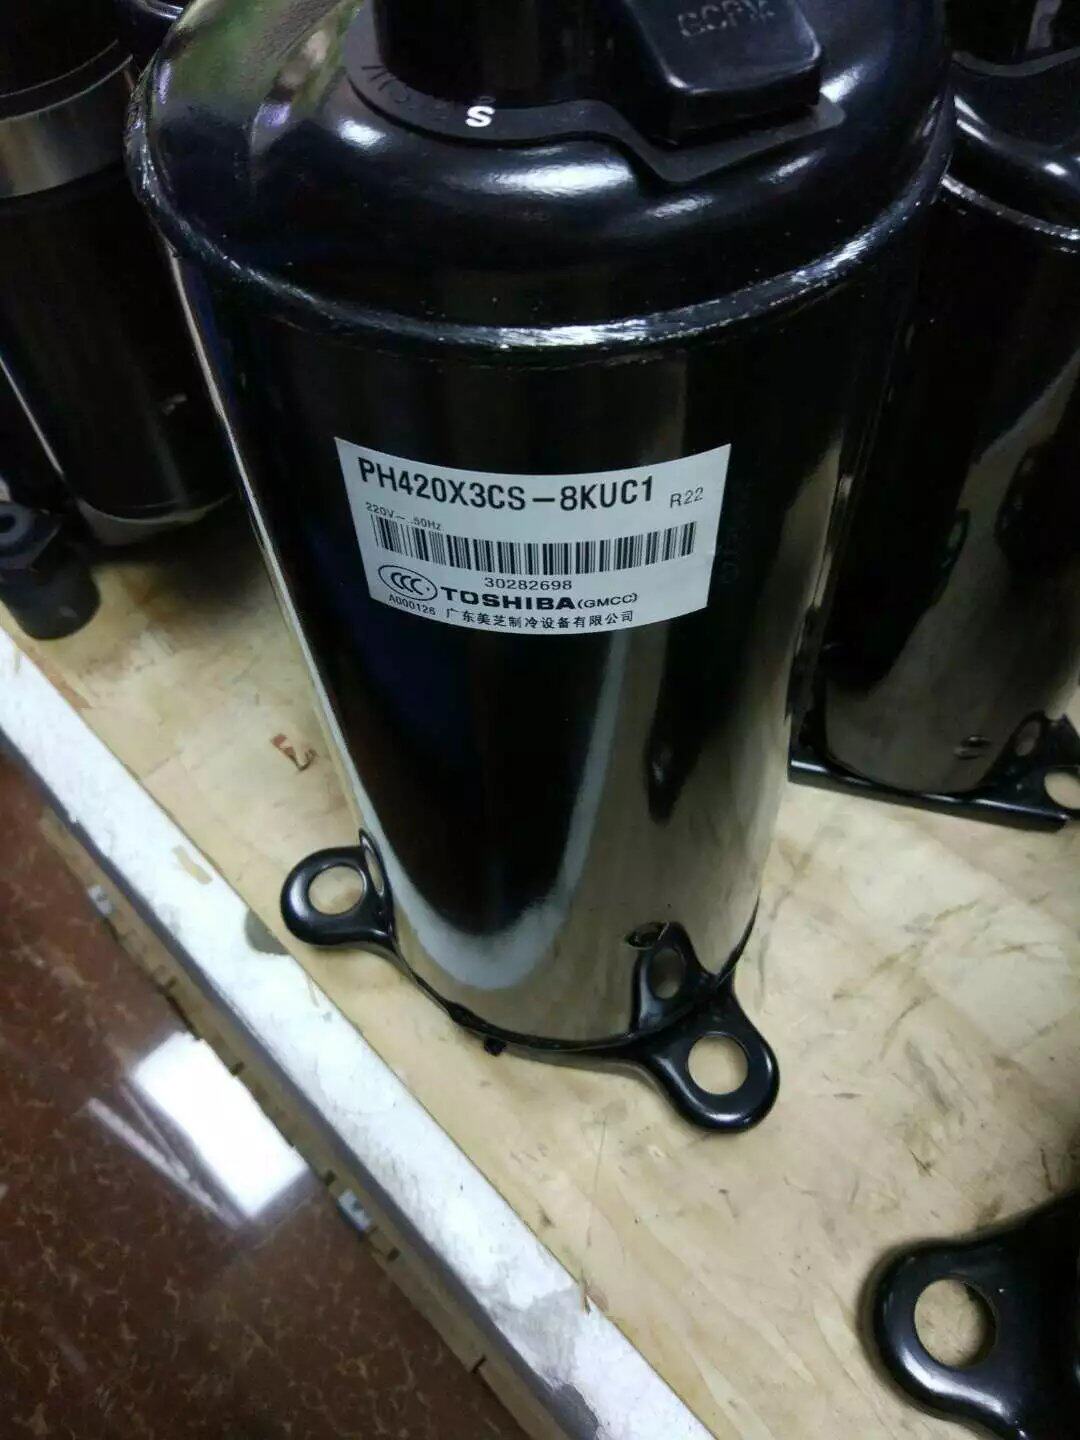 S
PH420X3CS-8KUC1 R22
220V~ .50Hz
30282698
CCC TOSHIBA(GMCC)
A000126 广东美芝制冷设备有限公司